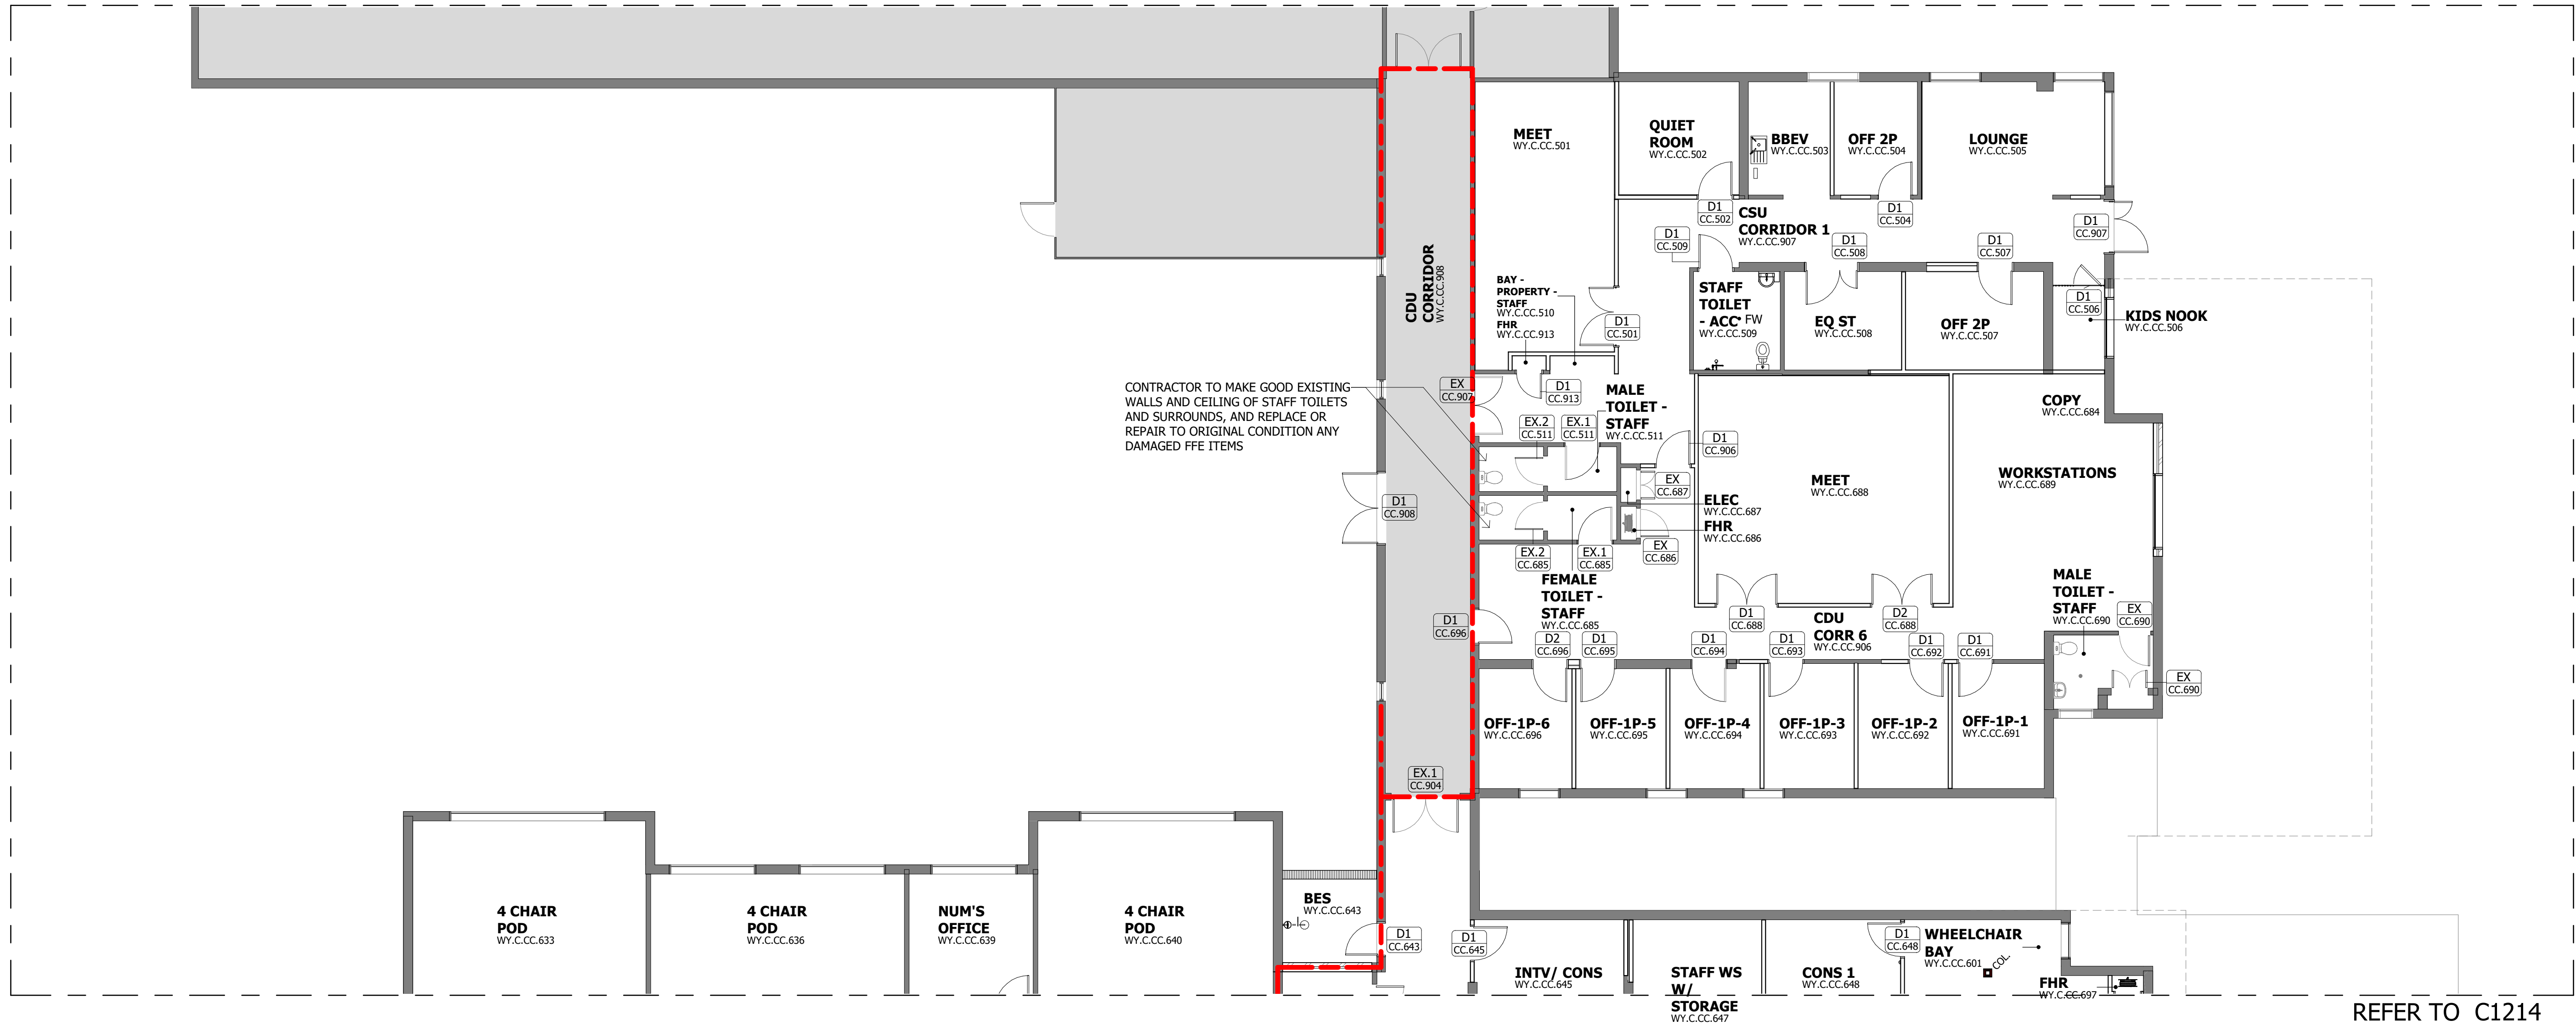 MEET
WY.C.CC.501
QUIET
ROOM
WY.C.CC.502
BBEV
WY.C.CC.503
OFF 2P
WY.C.CC.504
LOUNGE
WY.C.CC.505
D1
CC.502
CSU
CORRIDOR 1
WY.C.CC.907
D1
CC.504
D1
CC.907
D1
CC.509
D1
CC.508
D1
CC.507
CDU
CORRIDOR
WY.C.CC.908
BAY -
PROPERTY -
STAFF
WY.C.CC.510
FHR
WY.C.CC.913
D1
CC.501
STAFF
TOILET
- ACC
FW
WY.C.CC.509
EQ ST
WY.C.CC.508
OFF 2P
WY.C.CC.507
D1
CC.506
KIDS NOOK
WY.C.CC.506
CONTRACTOR TO MAKE GOOD EXISTING
WALLS AND CEILING OF STAFF TOILETS
AND SURROUNDS, AND REPLACE OR
REPAIR TO ORIGINAL CONDITION ANY
DAMAGED FFE ITEMS
EX
CC.907
D1
CC.913
MALE
TOILET -
STAFF
WY.C.CC.511
EX.2
CC.511
EX.1
CC.511
D1
CC.906
COPY
WY.C.CC.684
MEET
WY.C.CC.688
WORKSTATIONS
WY.C.CC.689
EX
CC.687
ELEC
WY.C.CC.687
FHR
WY.C.CC.686
D1
CC.908
EX.2
CC.685
EX.1
CC.685
EX
CC.686
FEMALE
TOILET -
STAFF
WY.C.CC.685
D1
CC.696
D2
CC.696
D1
CC.695
D1
CC.694
D1
CC.688
D1
CC.693
CDU
CORR 6
WY.C.CC.906
D2
CC.688
D1
CC.692
D1
CC.691
MALE
TOILET -
STAFF
WY.C.CC.690
EX
CC.690
EX
CC.690
OFF-1P-6
WY.C.CC.696
OFF-1P-5
WY.C.CC.695
OFF-1P-4
WY.C.CC.694
OFF-1P-3
WY.C.CC.693
OFF-1P-2
WY.C.CC.692
OFF-1P-1
WY.C.CC.691
EX.1
CC.904
4 CHAIR
POD
WY.C.CC.633
4 CHAIR
POD
WY.C.CC.636
NUM'S
OFFICE
WY.C.CC.639
4 CHAIR
POD
WY.C.CC.640
BES
WY.C.CC.643
D1
CC.643
D1
CC.645
INTV/ CONS
WY.C.CC.645
STAFF WS
W/
STORAGE
WY.C.CC.647
CONS 1
WY.C.CC.648
D1
CC.648
WHEELCHAIR
BAY
WY.C.CC.601
COL.
FHR
WY.C.CC.697
REFER TO C1214